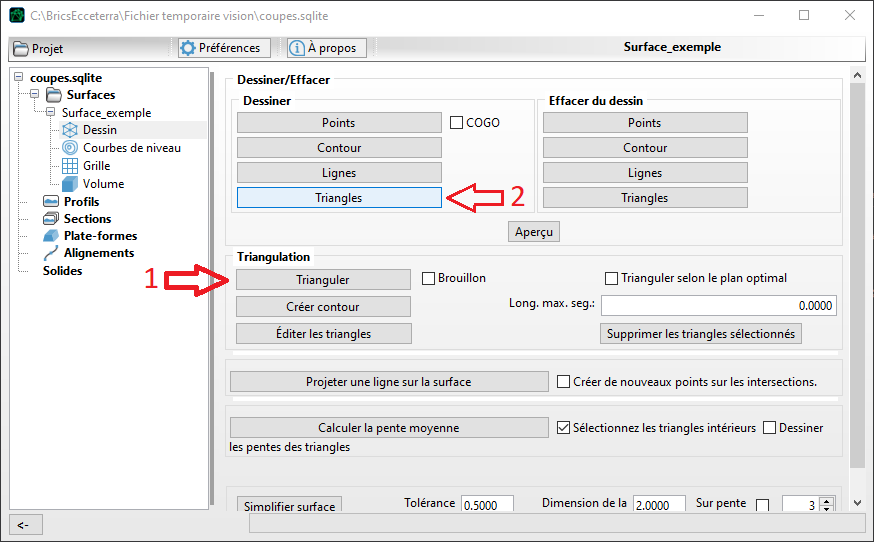 C:\BricsEcceterra\Fichier temporaire vision\coupes.sqlite
Projet
Préférences
À propos
Surface_exemple
coupes.sqlite
Surfaces
Surface_exemple
Dessin
Courbes de niveau
Grille
Volume
Profils
Sections
Plate-formes
Alignements
Solides
<-
Dessiner/Effacer
Dessiner
Points
COGO
Contour
Lignes
Triangles
2
Effacer du dessin
Points
Contour
Lignes
Triangles
Aperçu
Triangulation
1
Trianguler
Brouillon
Trianguler selon le plan optimal
Créer contour
Long. max. seg.:
0.0000
Éditer les triangles
Supprimer les triangles sélectionnés
Projeter une ligne sur la surface
Créer de nouveaux points sur les intersections.
Calculer la pente moyenne
Sélectionnez les triangles intérieurs
Dessiner
les pentes des triangles
Simplifier surface
Tolérance
0.5000
Dimension de la
2.0000
Sur pente
3